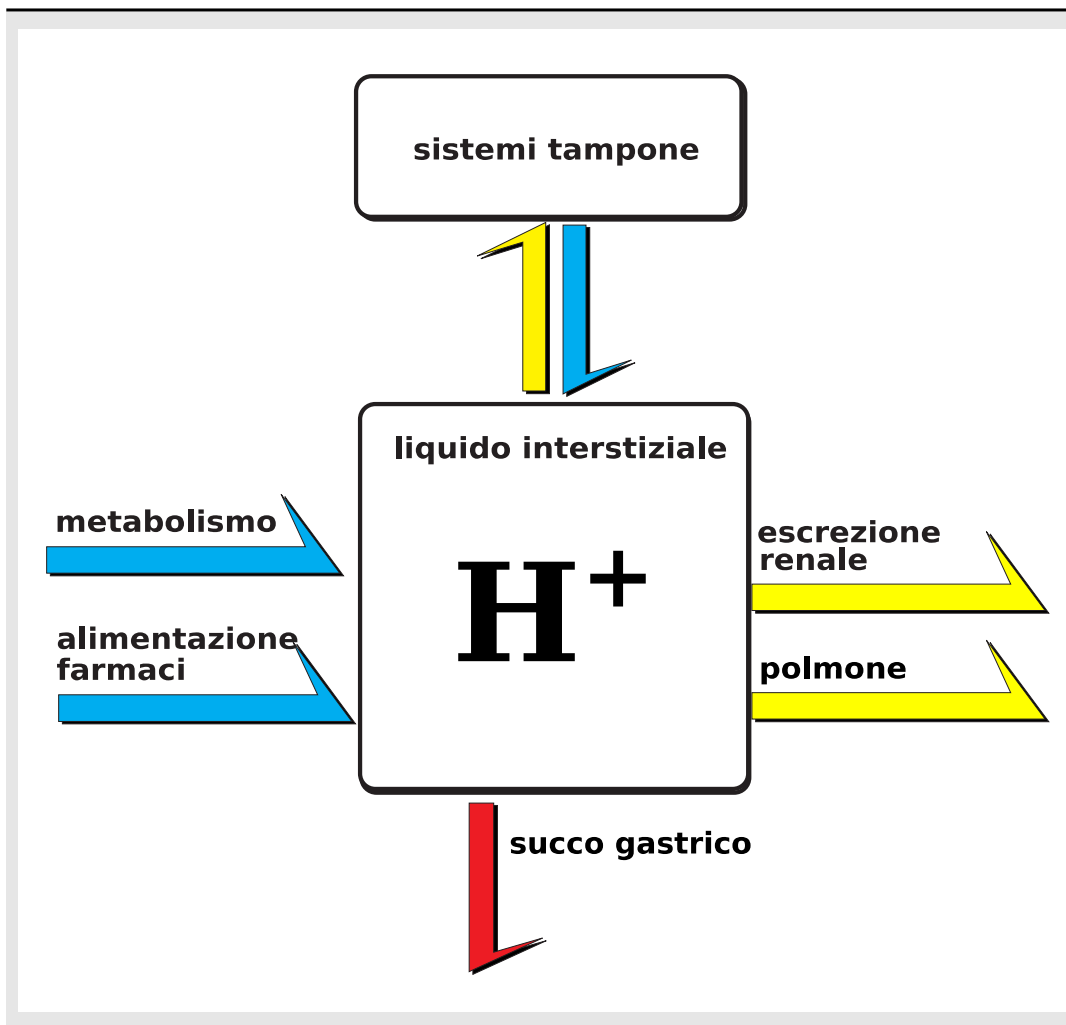 sistemi tampone
liquido interstiziale
metabolismo
H+
escrezione
renale
alimentazione
farmaci
polmone
succo gastrico